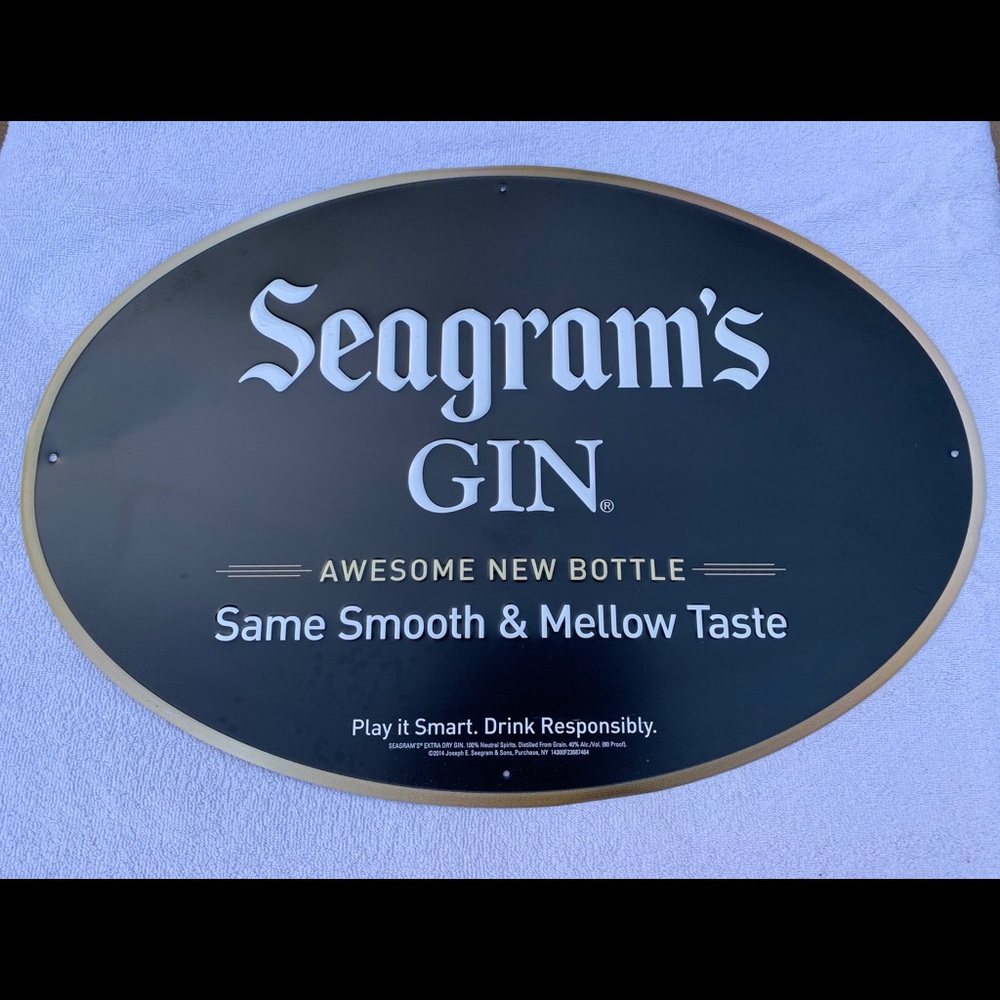 Seagram's
GIN®
AWESOME NEW BOTTLE
Same Smooth & Mellow Taste
Play it Smart. Drink Responsibly.
SEAGRAM'S® EXTRA DRY GIN. 100% Neutral Spirits. Distilled From Grain. 40% Alc./Vol. (80 Proof).
©2014 Joseph E. Seagram & Sons, Purchase, NY 14300F23687464